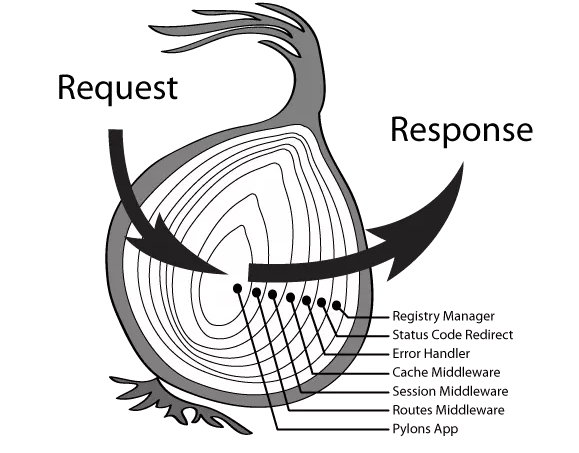 Request
Response
Registry Manager
Status Code Redirect
Error Handler
Cache Middleware
Session Middleware
Routes Middleware
Pylons App